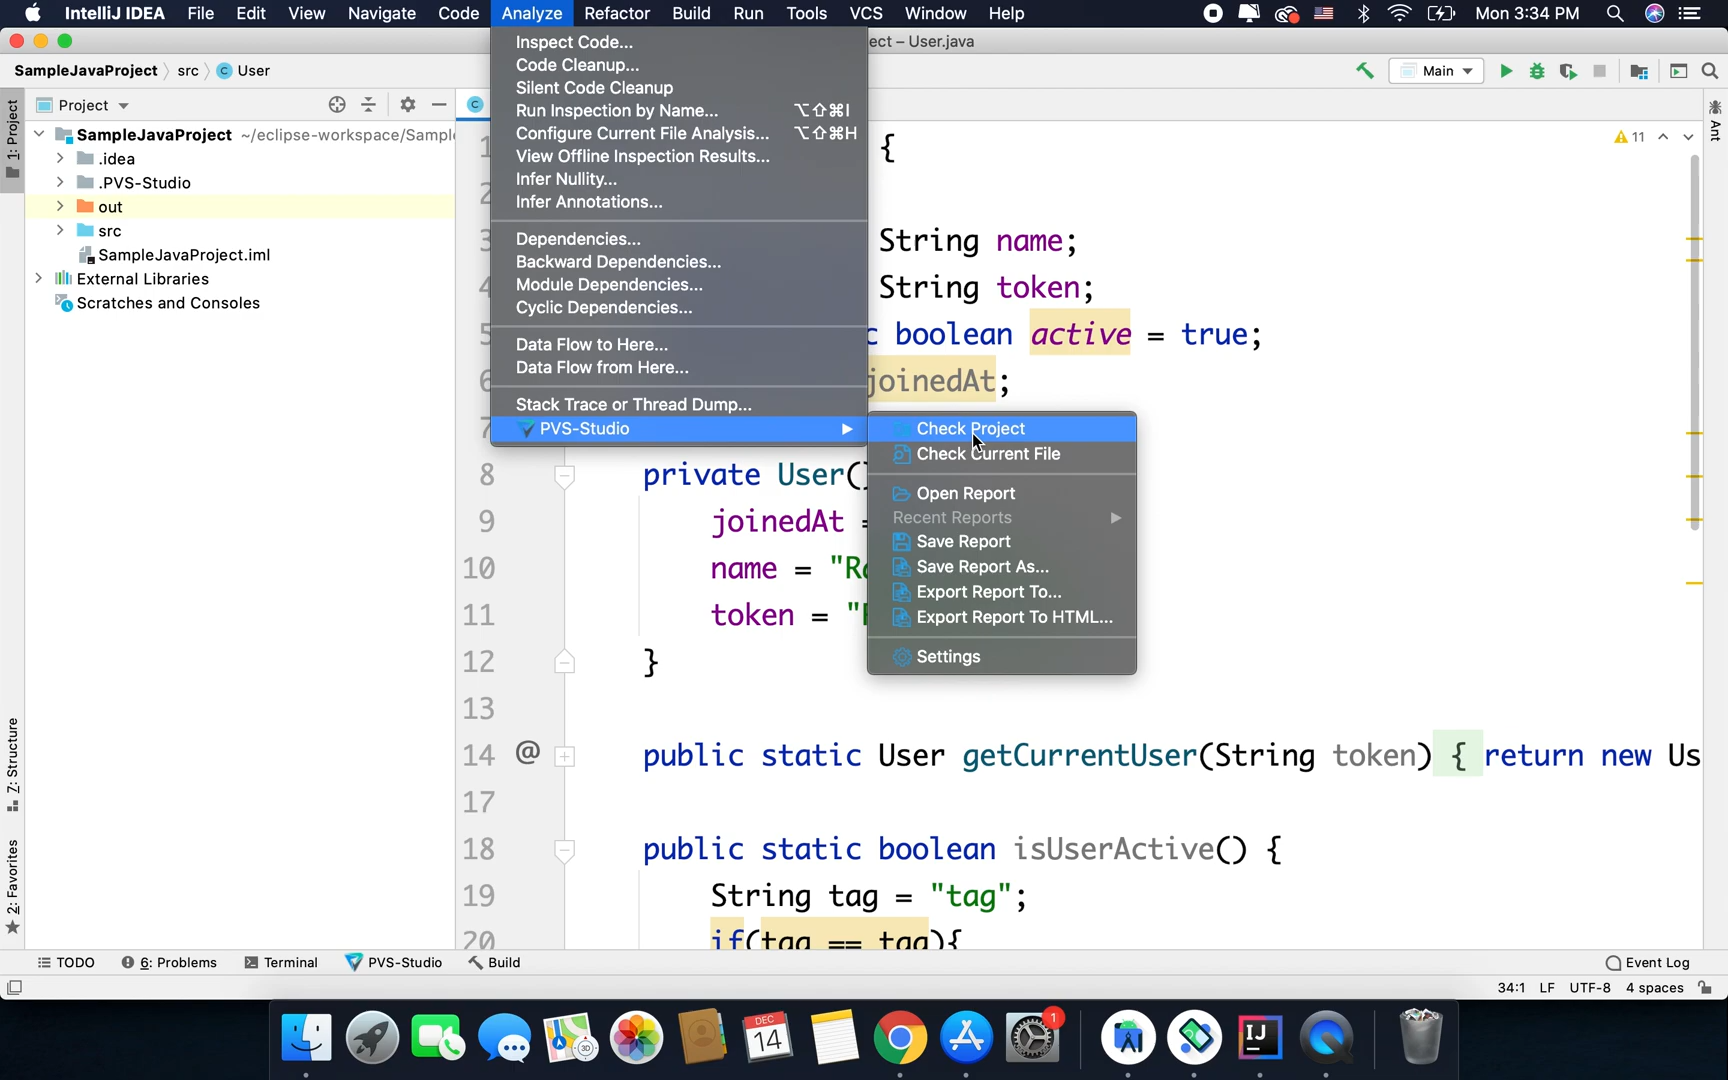 IntelliJ IDEA File Edit View Navigate Code Analyze Refactor Build Run Tools VCS Window Help Mon 3:34 PM
ect – User.java
SampleJavaProject src C User Main
1: Project
Project
SampleJavaProject ~/eclipse-workspace/Sampl
.idea
.PVS-Studio
out
src
SampleJavaProject.iml
External Libraries
Scratches and Consoles
Z: Structure
2: Favorites
Inspect Code...
Code Cleanup...
Silent Code Cleanup
Run Inspection by Name... ⌥⇧⌘I
Configure Current File Analysis... ⌥⇧⌘H
View Offline Inspection Results...
Infer Nullity...
Infer Annotations...
Dependencies...
Backward Dependencies...
Module Dependencies...
Cyclic Dependencies...
Data Flow to Here...
Data Flow from Here...
Stack Trace or Thread Dump...
PVS-Studio
Check Project
Check Current File
Open Report
Recent Reports
Save Report
Save Report As...
Export Report To...
Export Report To HTML...
Settings
C
11
Ant
1 {
2
3 String name;
4 String token;
5 c boolean active = true;
6 joinedAt;
7
8 private User()
9 joinedAt =
10 name = "R
11 token = "
12 }
13
14 @ public static User getCurrentUser(String token) { return new Us
17
18 public static boolean isUserActive() {
19 String tag = "tag";
20 if(tag == tag){
TODO 6: Problems Terminal PVS-Studio Build Event Log
34:1 LF UTF-8 4 spaces
3D
DEC
14
1
IJ